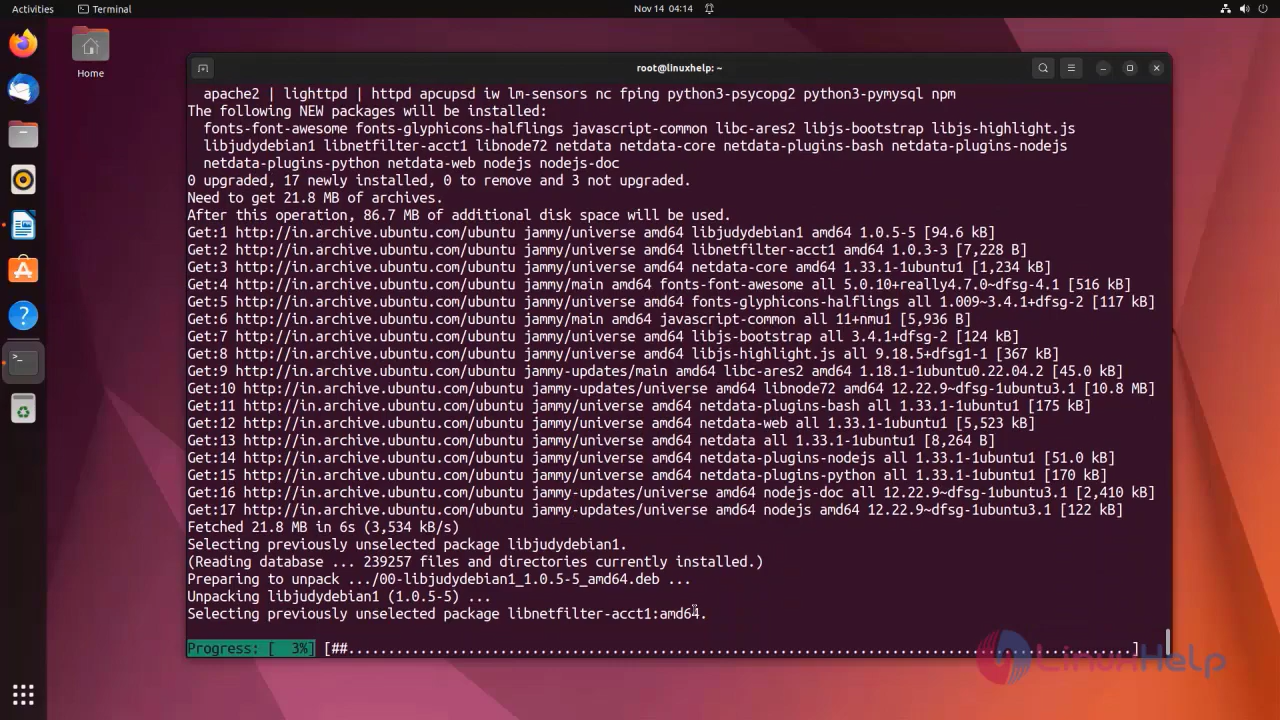 Activities Terminal Nov 14 04:14
Home
root@linuxhelp: ~
apache2 | lighttpd | httpd apcupsd iw lm-sensors nc fping python3-psycopg2 python3-pymysql npm
The following NEW packages will be installed:
fonts-font-awesome fonts-glyphicons-halflings javascript-common libc-ares2 libjs-bootstrap libjs-highlight.js
libjudydebian1 libnetfilter-acct1 libnode72 netdata netdata-core netdata-plugins-bash netdata-plugins-nodejs
netdata-plugins-python netdata-web nodejs nodejs-doc
0 upgraded, 17 newly installed, 0 to remove and 3 not upgraded.
Need to get 21.8 MB of archives.
After this operation, 86.7 MB of additional disk space will be used.
Get:1 http://in.archive.ubuntu.com/ubuntu jammy/universe amd64 libjudydebian1 amd64 1.0.5-5 [94.6 kB]
Get:2 http://in.archive.ubuntu.com/ubuntu jammy/universe amd64 libnetfilter-acct1 amd64 1.0.3-3 [7,228 B]
Get:3 http://in.archive.ubuntu.com/ubuntu jammy/universe amd64 netdata-core amd64 1.33.1-1ubuntu1 [1,234 kB]
Get:4 http://in.archive.ubuntu.com/ubuntu jammy/main amd64 fonts-font-awesome all 5.0.10+really4.7.0~dfsg-4.1 [516 kB]
Get:5 http://in.archive.ubuntu.com/ubuntu jammy/universe amd64 fonts-glyphicons-halflings all 1.009~3.4.1+dfsg-2 [117 kB]
Get:6 http://in.archive.ubuntu.com/ubuntu jammy/main amd64 javascript-common all 11+nmu1 [5,936 B]
Get:7 http://in.archive.ubuntu.com/ubuntu jammy/universe amd64 libjs-bootstrap all 3.4.1+dfsg-2 [124 kB]
Get:8 http://in.archive.ubuntu.com/ubuntu jammy/universe amd64 libjs-highlight.js all 9.18.5+dfsg1-1 [367 kB]
Get:9 http://in.archive.ubuntu.com/ubuntu jammy-updates/main amd64 libc-ares2 amd64 1.18.1-1ubuntu0.22.04.2 [45.0 kB]
Get:10 http://in.archive.ubuntu.com/ubuntu jammy-updates/universe amd64 libnode72 amd64 12.22.9~dfsg-1ubuntu3.1 [10.8 MB]
Get:11 http://in.archive.ubuntu.com/ubuntu jammy/universe amd64 netdata-plugins-bash all 1.33.1-1ubuntu1 [175 kB]
Get:12 http://in.archive.ubuntu.com/ubuntu jammy/universe amd64 netdata-web all 1.33.1-1ubuntu1 [5,523 kB]
Get:13 http://in.archive.ubuntu.com/ubuntu jammy/universe amd64 netdata all 1.33.1-1ubuntu1 [8,264 B]
Get:14 http://in.archive.ubuntu.com/ubuntu jammy/universe amd64 netdata-plugins-nodejs all 1.33.1-1ubuntu1 [51.0 kB]
Get:15 http://in.archive.ubuntu.com/ubuntu jammy/universe amd64 netdata-plugins-python all 1.33.1-1ubuntu1 [170 kB]
Get:16 http://in.archive.ubuntu.com/ubuntu jammy-updates/universe amd64 nodejs-doc all 12.22.9~dfsg-1ubuntu3.1 [2,410 kB]
Get:17 http://in.archive.ubuntu.com/ubuntu jammy-updates/universe amd64 nodejs amd64 12.22.9~dfsg-1ubuntu3.1 [122 kB]
Fetched 21.8 MB in 6s (3,534 kB/s)
Selecting previously unselected package libjudydebian1.
(Reading database ... 239257 files and directories currently installed.)
Preparing to unpack .../00-libjudydebian1_1.0.5-5_amd64.deb ...
Unpacking libjudydebian1 (1.0.5-5) ...
Selecting previously unselected package libnetfilter-acct1:amd64.
Progress: [  3%] [##..................................................................................................]
LinuxHelp